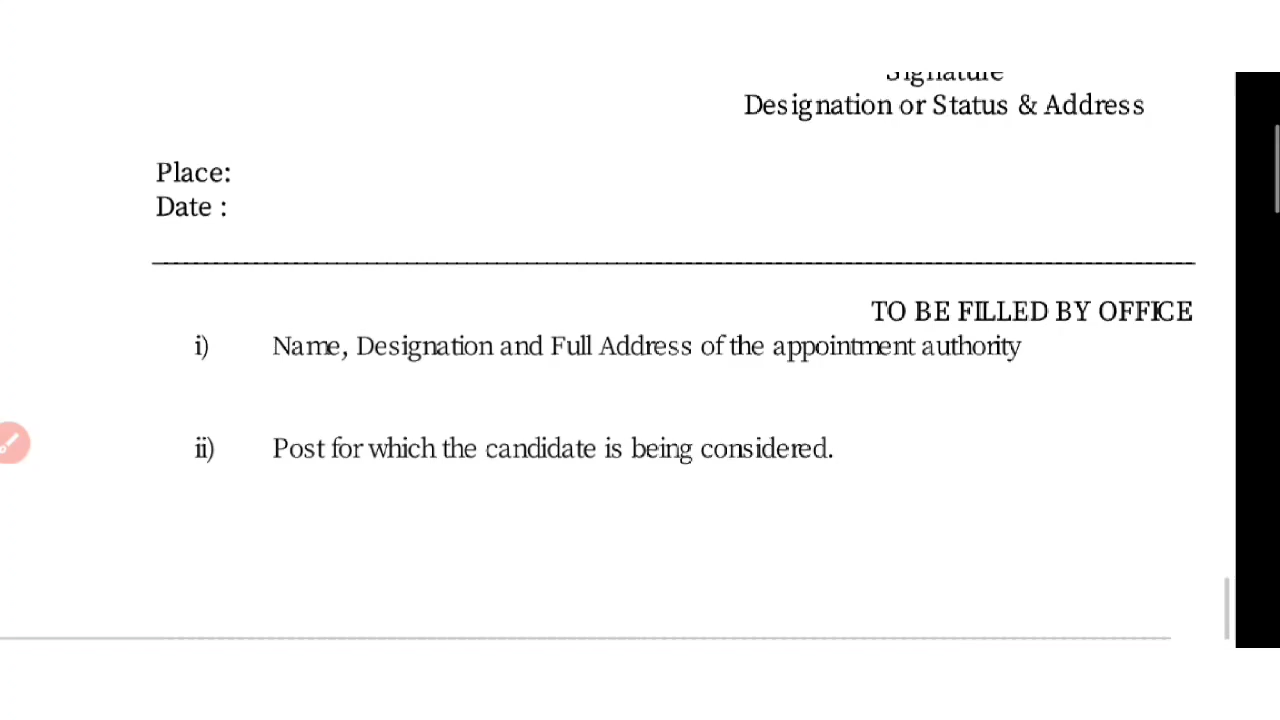 Signature
Designation or Status & Address
Place:
Date :
TO BE FILLED BY OFFICE
i) Name, Designation and Full Address of the appointment authority
ii) Post for which the candidate is being considered.